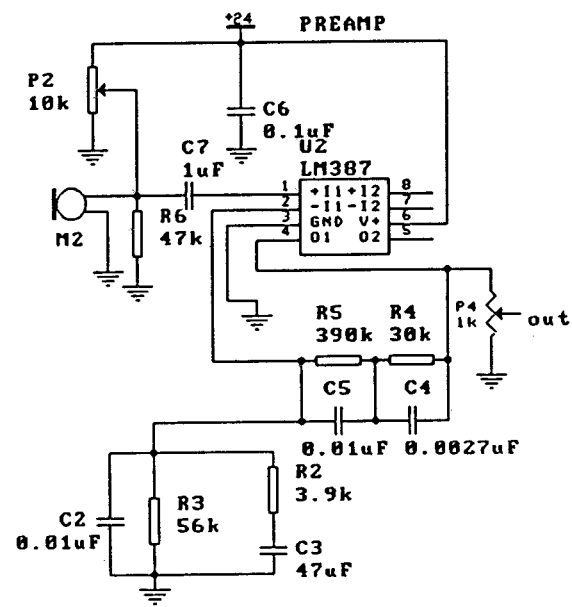 +24
PREAMP
P2
10k
C6
0.1uF
C7
1uF
U2
LM387
1
+I1 +I2
8
2
-I1 -I2
7
3
GND V+
6
4
O1 O2
5
M2
R6
47k
P4
1k
out
R5
390k
R4
30k
C5
0.01uF
C4
0.0027uF
R2
3.9k
R3
56k
C2
0.01uF
C3
47uF